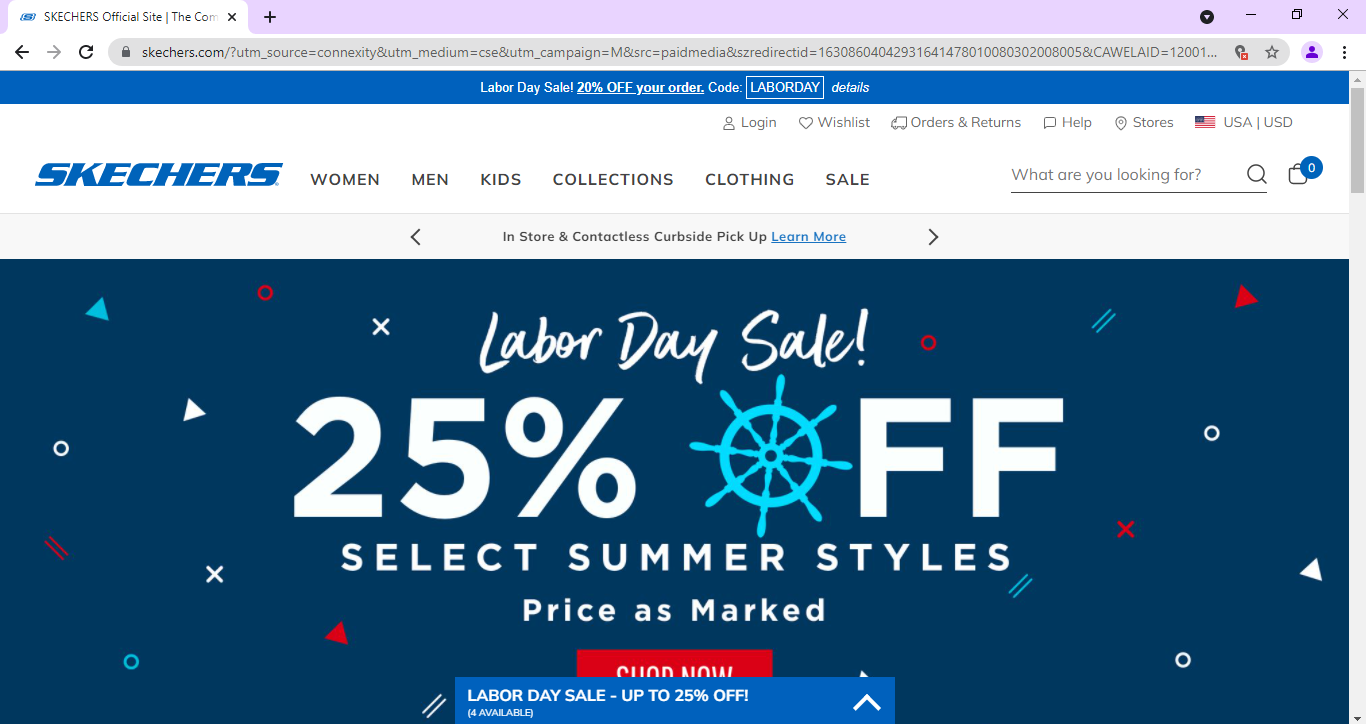 SKECHERS Official Site | The Com
skechers.com/?utm_source=connexity&utm_medium=cse&utm_campaign=M&src=paidmedia&szredirectid=16308604042931641478010080302008005&CAWELAID=12001...
Labor Day Sale! 20% OFF your order. Code: LABORDAY details
Login Wishlist Orders & Returns Help Stores USA | USD
SKECHERS WOMEN MEN KIDS COLLECTIONS CLOTHING SALE What are you looking for? 0
In Store & Contactless Curbside Pick Up Learn More
Labor Day Sale!
25% OFF
SELECT SUMMER STYLES
Price as Marked
SHOP NOW
LABOR DAY SALE - UP TO 25% OFF!
(4 AVAILABLE)